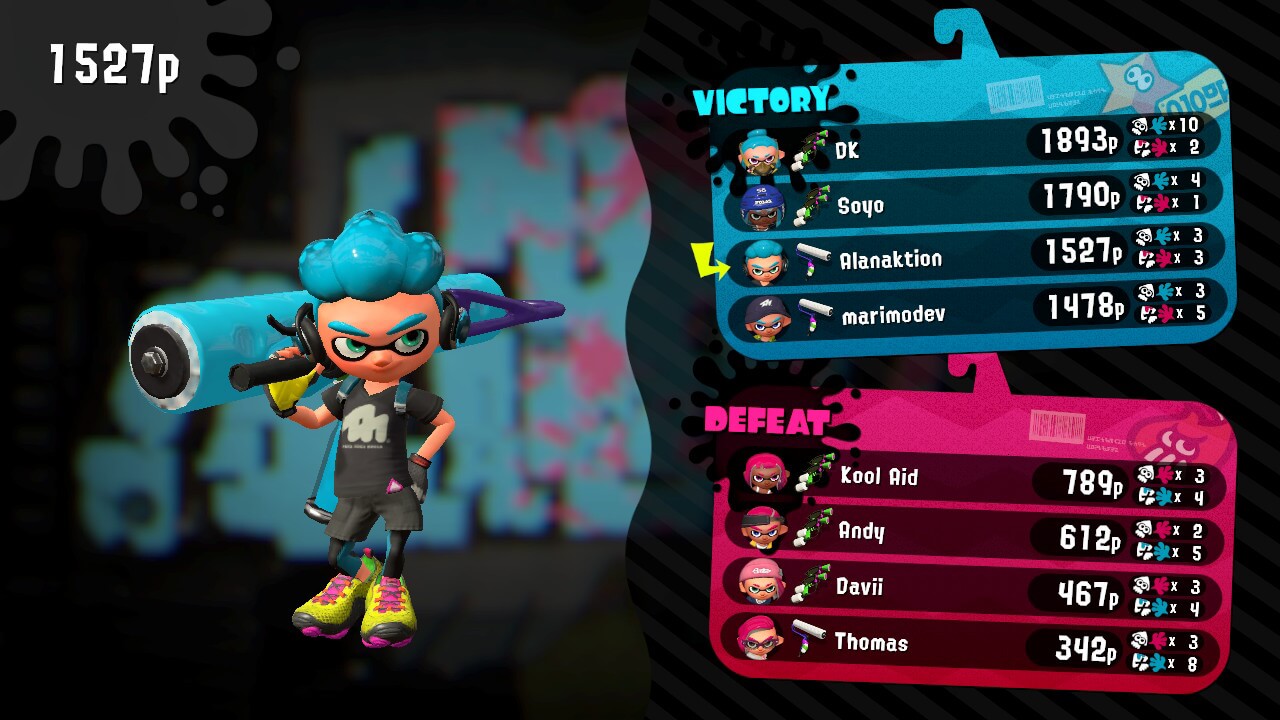 1527p
VICTORY
DK 1893p x 10 x 2
Soyo 1790p x 4 x 1
Alanaktion 1527p x 3 x 3
marimodev 1478p x 3 x 5
DEFEAT
Kool Aid 789p x 3 x 4
Andy 612p x 2 x 5
Davii 467p x 3 x 4
Thomas 342p x 3 x 8